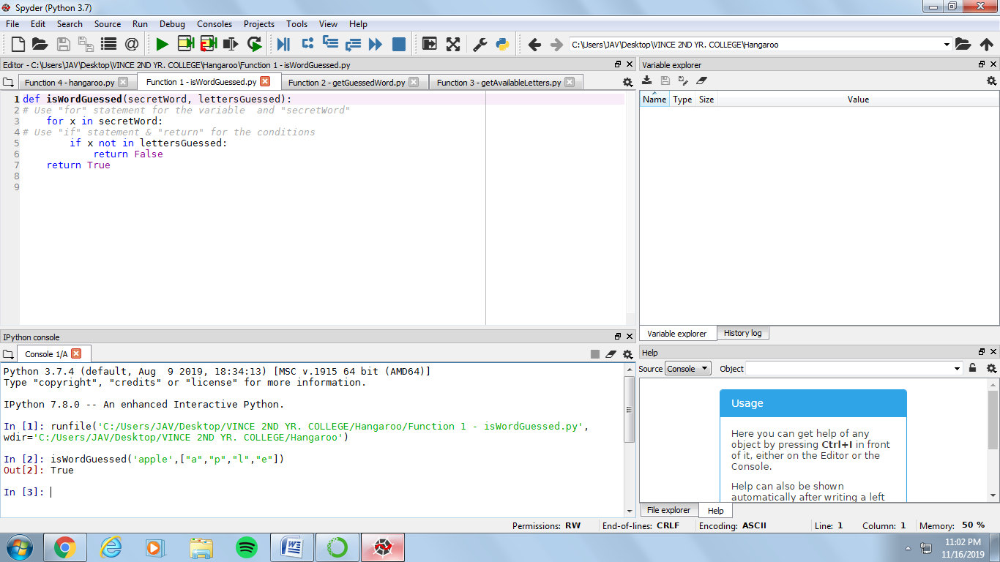 Spyder (Python 3.7)
File Edit Search Source Run Debug Consoles Projects Tools View Help
C:\Users\JAV\Desktop\VINCE 2ND YR. COLLEGE\Hangaroo
Editor - C:\Users\JAV\Desktop\VINCE 2ND YR. COLLEGE\Hangaroo\Function 1 - isWordGuessed.py
Function 4 - hangaroo.py Function 1 - isWordGuessed.py Function 2 - getGuessedWord.py Function 3 - getAvailableLetters.py
1 def isWordGuessed(secretWord, lettersGuessed):
2 # Use "for" statement for the variable  and "secretWord"
3     for x in secretWord:
4 # Use "if" statement & "return" for the conditions
5         if x not in lettersGuessed:
6             return False
7     return True
8
9
Variable explorer
Name Type Size Value
Variable explorer History log
IPython console
Console 1/A
Python 3.7.4 (default, Aug  9 2019, 18:34:13) [MSC v.1915 64 bit (AMD64)]
Type "copyright", "credits" or "license" for more information.
IPython 7.8.0 -- An enhanced Interactive Python.
In [1]: runfile('C:/Users/JAV/Desktop/VINCE 2ND YR. COLLEGE/Hangaroo/Function 1 - isWordGuessed.py',
wdir='C:/Users/JAV/Desktop/VINCE 2ND YR. COLLEGE/Hangaroo')
In [2]: isWordGuessed('apple',["a","p","l","e"])
Out[2]: True
In [3]:
Help
Source Console Object
Usage
Here you can get help of any
object by pressing Ctrl+I in front
of it, either on the Editor or the
Console.
Help can also be shown
automatically after writing a left
File explorer Help
Permissions: RW End-of-lines: CRLF Encoding: ASCII Line: 1 Column: 1 Memory: 50 %
11:02 PM
11/16/2019